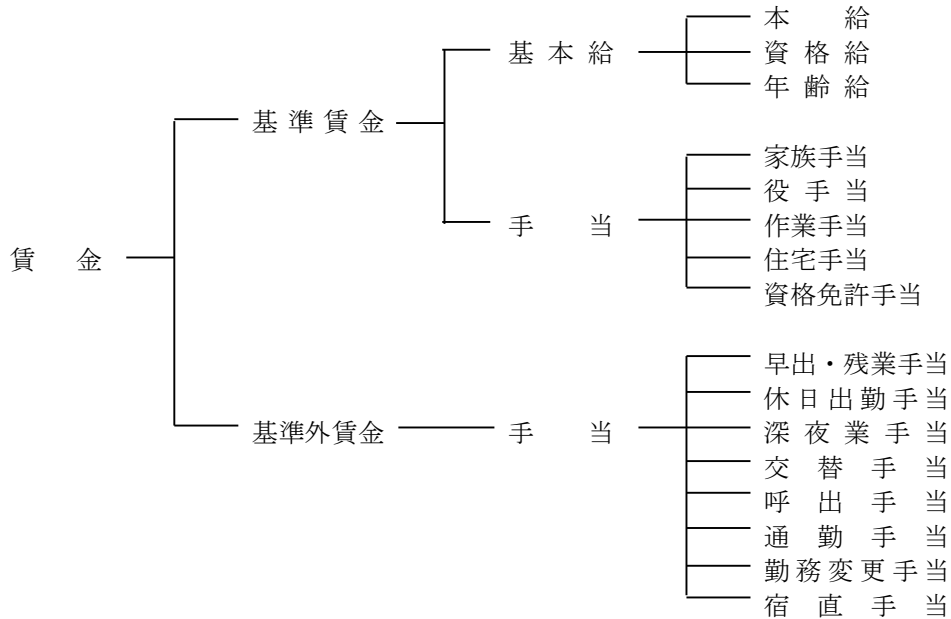 本給
資格給
年齢給
基本給
基準賃金
家族手当
役手当
作業手当
住宅手当
資格免許手当
手当
賃金
早出・残業手当
休日出勤手当
深夜業手当
交替手当
呼出手当
通勤手当
勤務変更手当
宿直手当
基準外賃金
手当